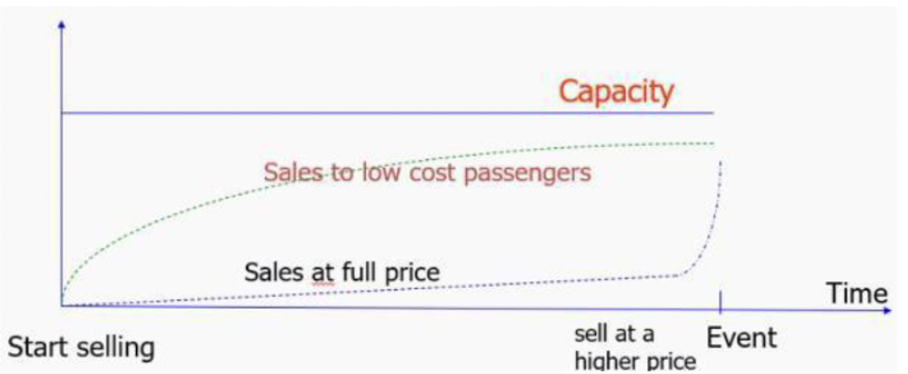 Capacity
Sales to low cost passengers
Sales at full price
Time
Start selling
sell at a
higher price
Event